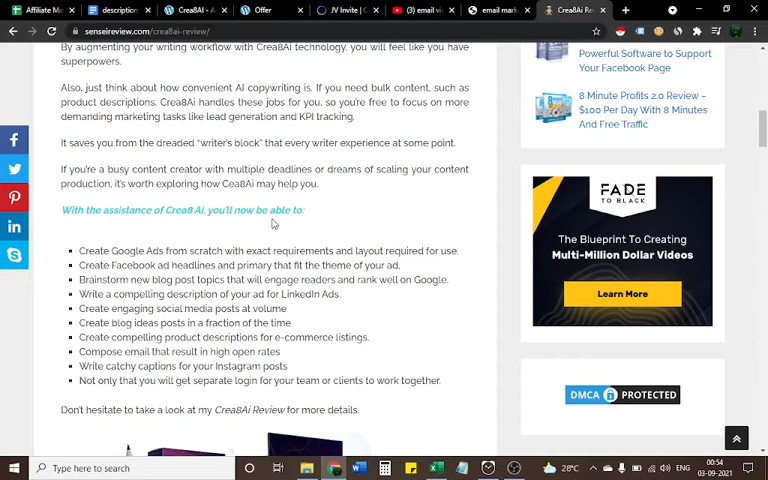 Affiliate Ma
description
Crea8AI - A
Offer
JV Invite | C
(3) email vi
email mark
Crea8Ai Re
senseireview.com/crea8ai-review/
By augmenting your writing workflow with Crea8Ai technology, you will feel like you have
superpowers.
Also, just think about how convenient AI copywriting is. If you need bulk content, such as
product descriptions, Crea8Ai handles these jobs for you, so you're free to focus on more
demanding marketing tasks like lead generation and KPI tracking.
It saves you from the dreaded "writer's block" that every writer experience at some point.
If you're a busy content creator with multiple deadlines or dreams of scaling your content
production, it's worth exploring how Cea8Ai may help you.
With the assistance of Crea8 Ai, you'll now be able to:
Create Google Ads from scratch with exact requirements and layout required for use.
Create Facebook ad headlines and primary that fit the theme of your ad,
Brainstorm new blog post topics that will engage readers and rank well on Google.
Write a compelling description of your ad for LinkedIn Ads.
Create engaging social media posts at volume
Create blog ideas posts in a fraction of the time
Create compelling product descriptions for e-commerce listings.
Compose email that result in high open rates
Write catchy captions for your Instagram posts
Not only that you will get separate login for your team or clients to work together.
Don't hesitate to take a look at my Crea8Ai Review for more details.
Powerful Software to Support
Your Facebook Page
8 Minute Profits 2.0 Review –
$100 Per Day With 8 Minutes
And Free Traffic
FADE
TO BLACK
The Blueprint To Creating
Multi-Million Dollar Videos
Learn More
DMCA PROTECTED
Type here to search
28°C
ENG
00:54
03-09-2021